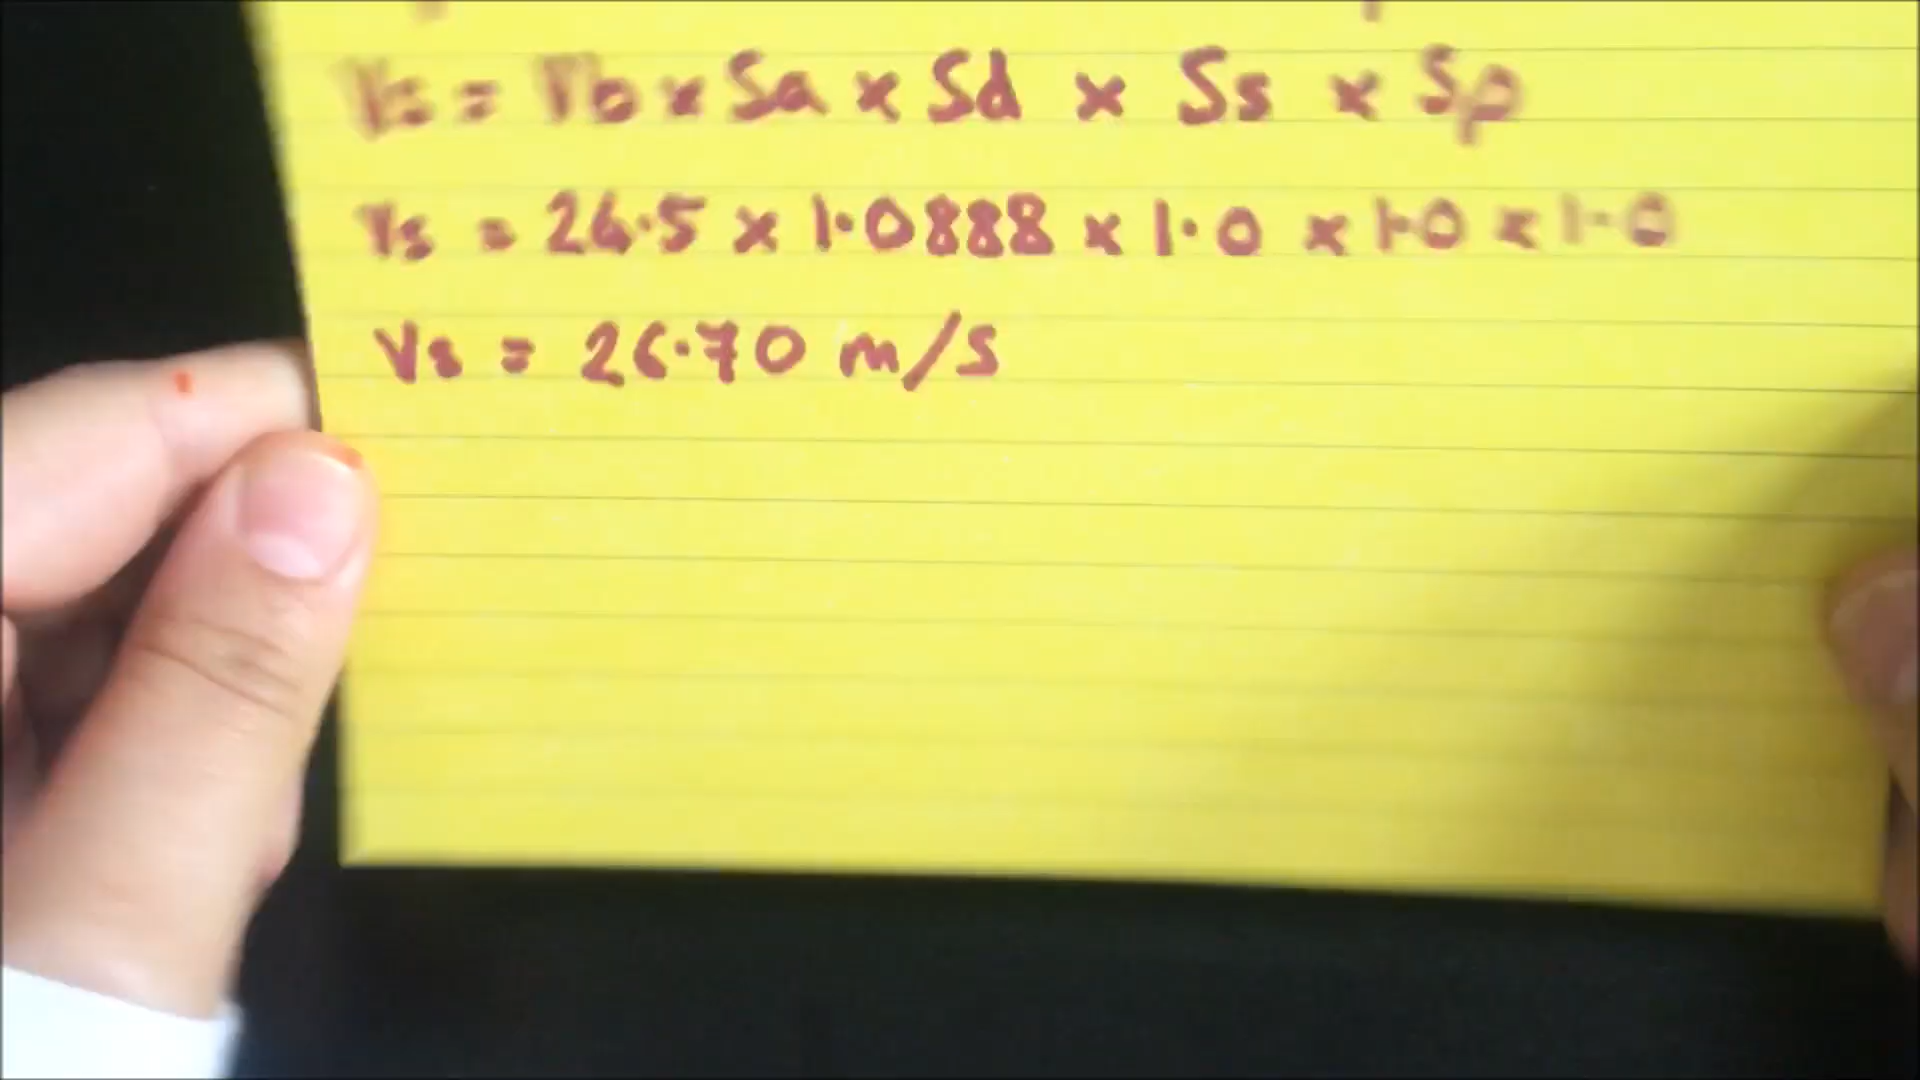 Vs = Vb x Sa x Sd x Ss x Sp
Vs = 24.5 x 1.0888 x 1.0 x 1.0 x 1.0
Vs = 26.70 m/s